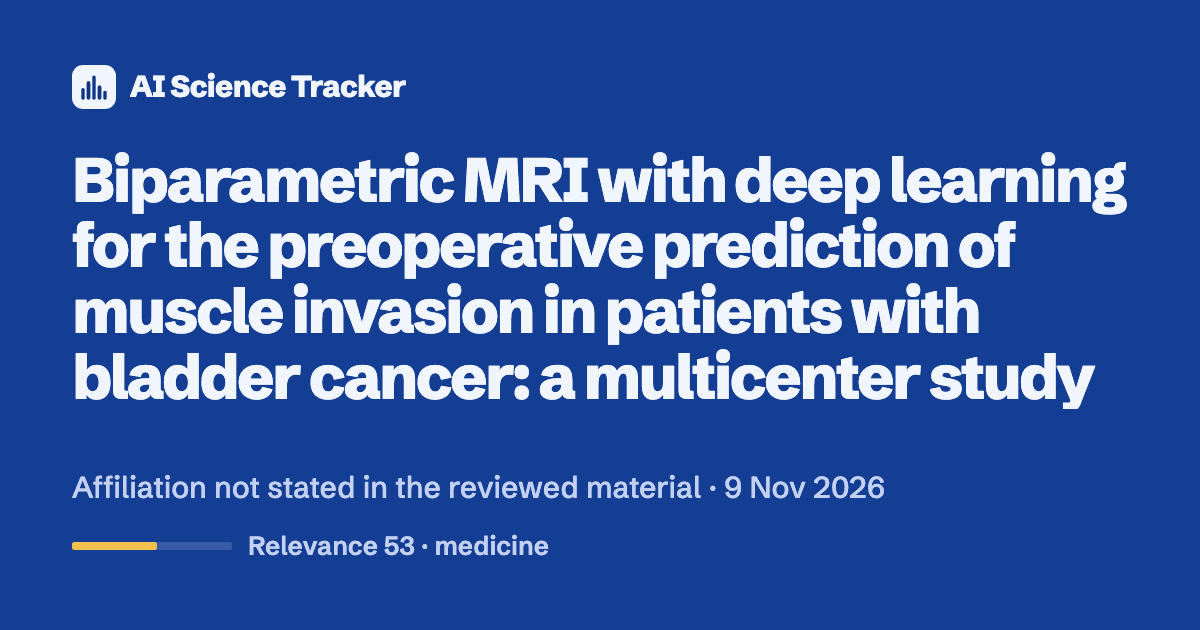 AI Science Tracker
Biparametric MRI with deep learning
for the preoperative prediction of
muscle invasion in patients with
bladder cancer: a multicenter study
Affiliation not stated in the reviewed material · 9 Nov 2026
Relevance 53 · medicine